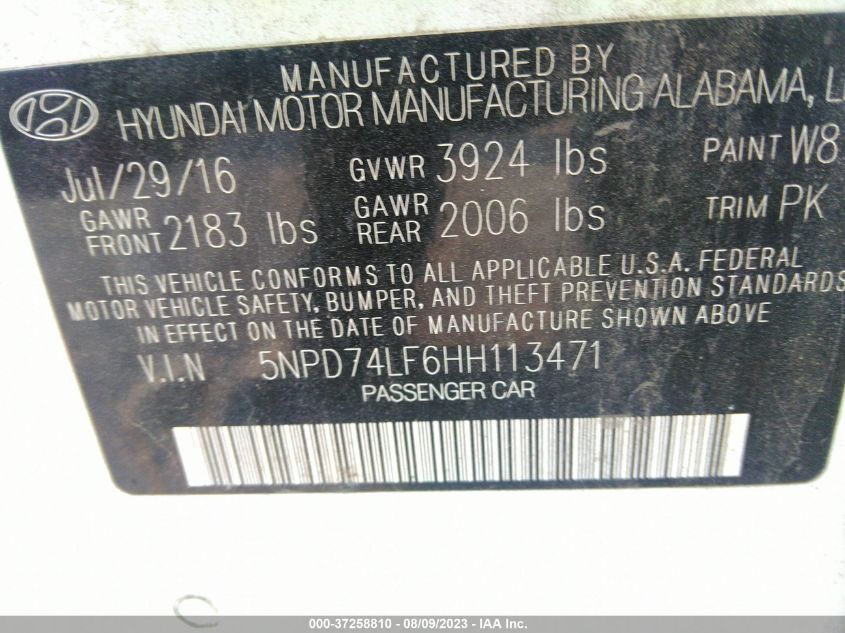 MANUFACTURED BY
HYUNDAI MOTOR MANUFACTURING ALABAMA,
Jul/29/16 GVWR 3924 lbs PAINT W8
GAWR FRONT 2183 lbs GAWR REAR 2006 lbs TRIM PK
THIS VEHICLE CONFORMS TO ALL APPLICABLE U.S.A. FEDERAL
MOTOR VEHICLE SAFETY, BUMPER, AND THEFT PREVENTION STANDARDS
IN EFFECT ON THE DATE OF MANUFACTURE SHOWN ABOVE
V.I.N 5NPD74LF6HH113471
PASSENGER CAR
000-37258810 - 08/09/2023 - IAA Inc.